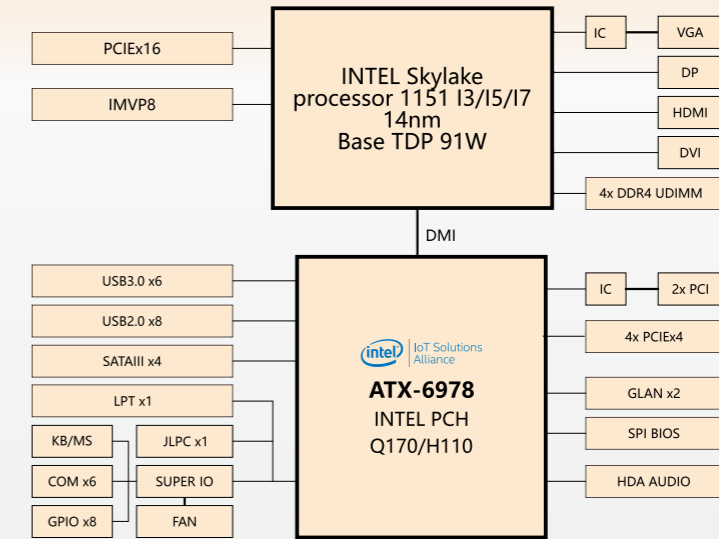 PCIEx16
IMVP8
INTEL Skylake
processor 1151 I3/I5/I7
14nm
Base TDP 91W
IC
VGA
DP
HDMI
DVI
4x DDR4 UDIMM
DMI
USB3.0 x6
USB2.0 x8
SATAIII x4
LPT x1
KB/MS
JLPC x1
COM x6
SUPER IO
GPIO x8
FAN
intel
IoT Solutions
Alliance
ATX-6978
INTEL PCH
Q170/H110
IC
2x PCI
4x PCIEx4
GLAN x2
SPI BIOS
HDA AUDIO